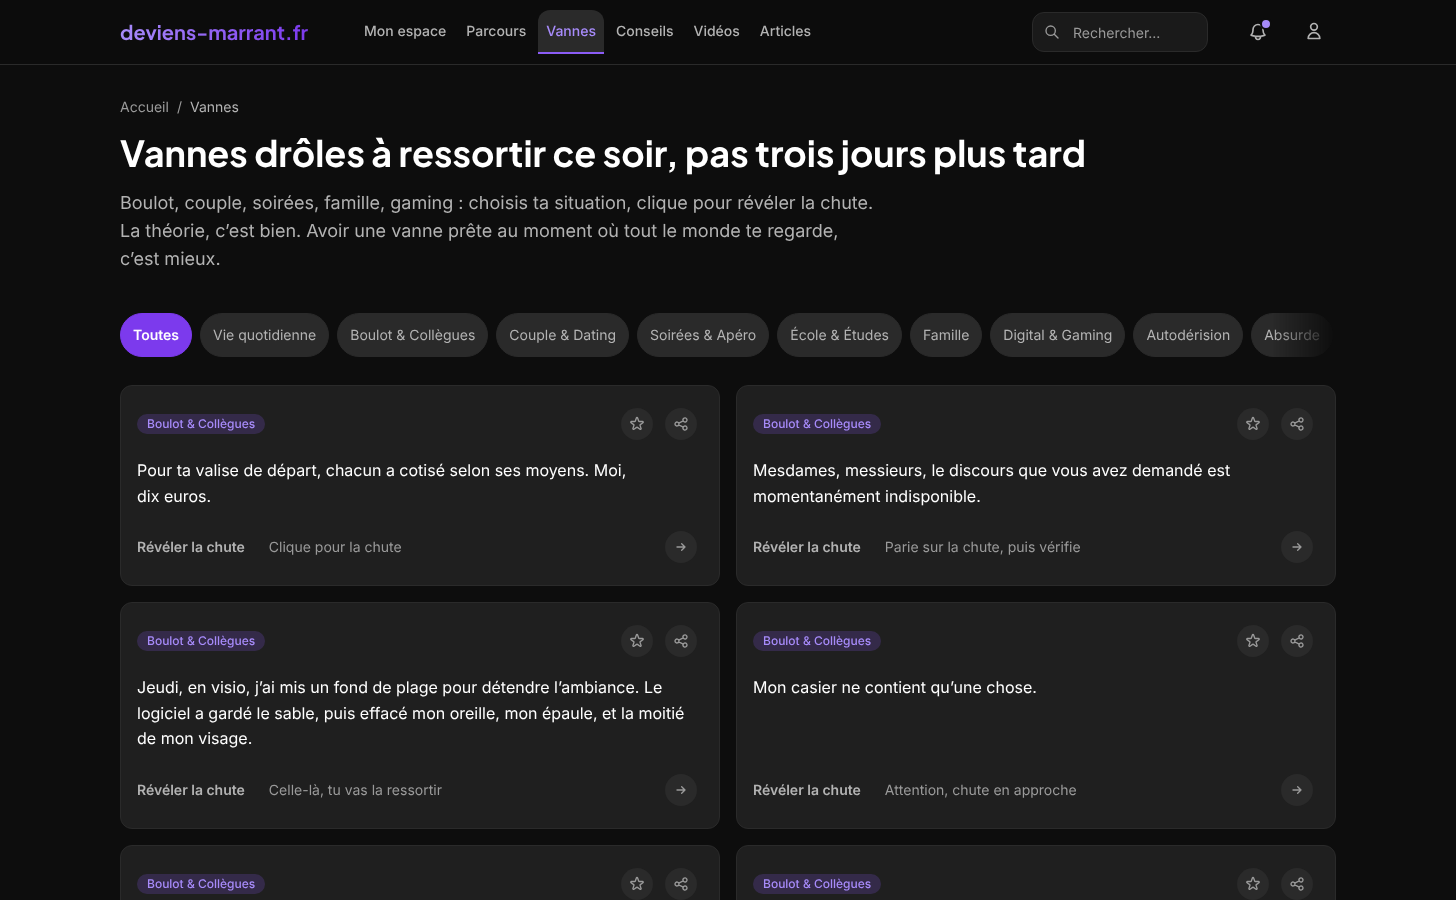 deviens-marrant.fr
Mon espace
Parcours
Vannes
Conseils
Vidéos
Articles
Rechercher...
Accueil / Vannes
Vannes drôles à ressortir ce soir, pas trois jours plus tard
Boulot, couple, soirées, famille, gaming : choisis ta situation, clique pour révéler la chute.
La théorie, c’est bien. Avoir une vanne prête au moment où tout le monde te regarde,
c’est mieux.
Toutes
Vie quotidienne
Boulot & Collègues
Couple & Dating
Soirées & Apéro
École & Études
Famille
Digital & Gaming
Autodérision
Absurde
Boulot & Collègues
Pour ta valise de départ, chacun a cotisé selon ses moyens. Moi,
dix euros.
Révéler la chute
Clique pour la chute
Boulot & Collègues
Mesdames, messieurs, le discours que vous avez demandé est
momentanément indisponible.
Révéler la chute
Parie sur la chute, puis vérifie
Boulot & Collègues
Jeudi, en visio, j’ai mis un fond de plage pour détendre l’ambiance. Le
logiciel a gardé le sable, puis effacé mon oreille, mon épaule, et la moitié
de mon visage.
Révéler la chute
Celle-là, tu vas la ressortir
Boulot & Collègues
Mon casier ne contient qu’une chose.
Révéler la chute
Attention, chute en approche
Boulot & Collègues
Boulot & Collègues